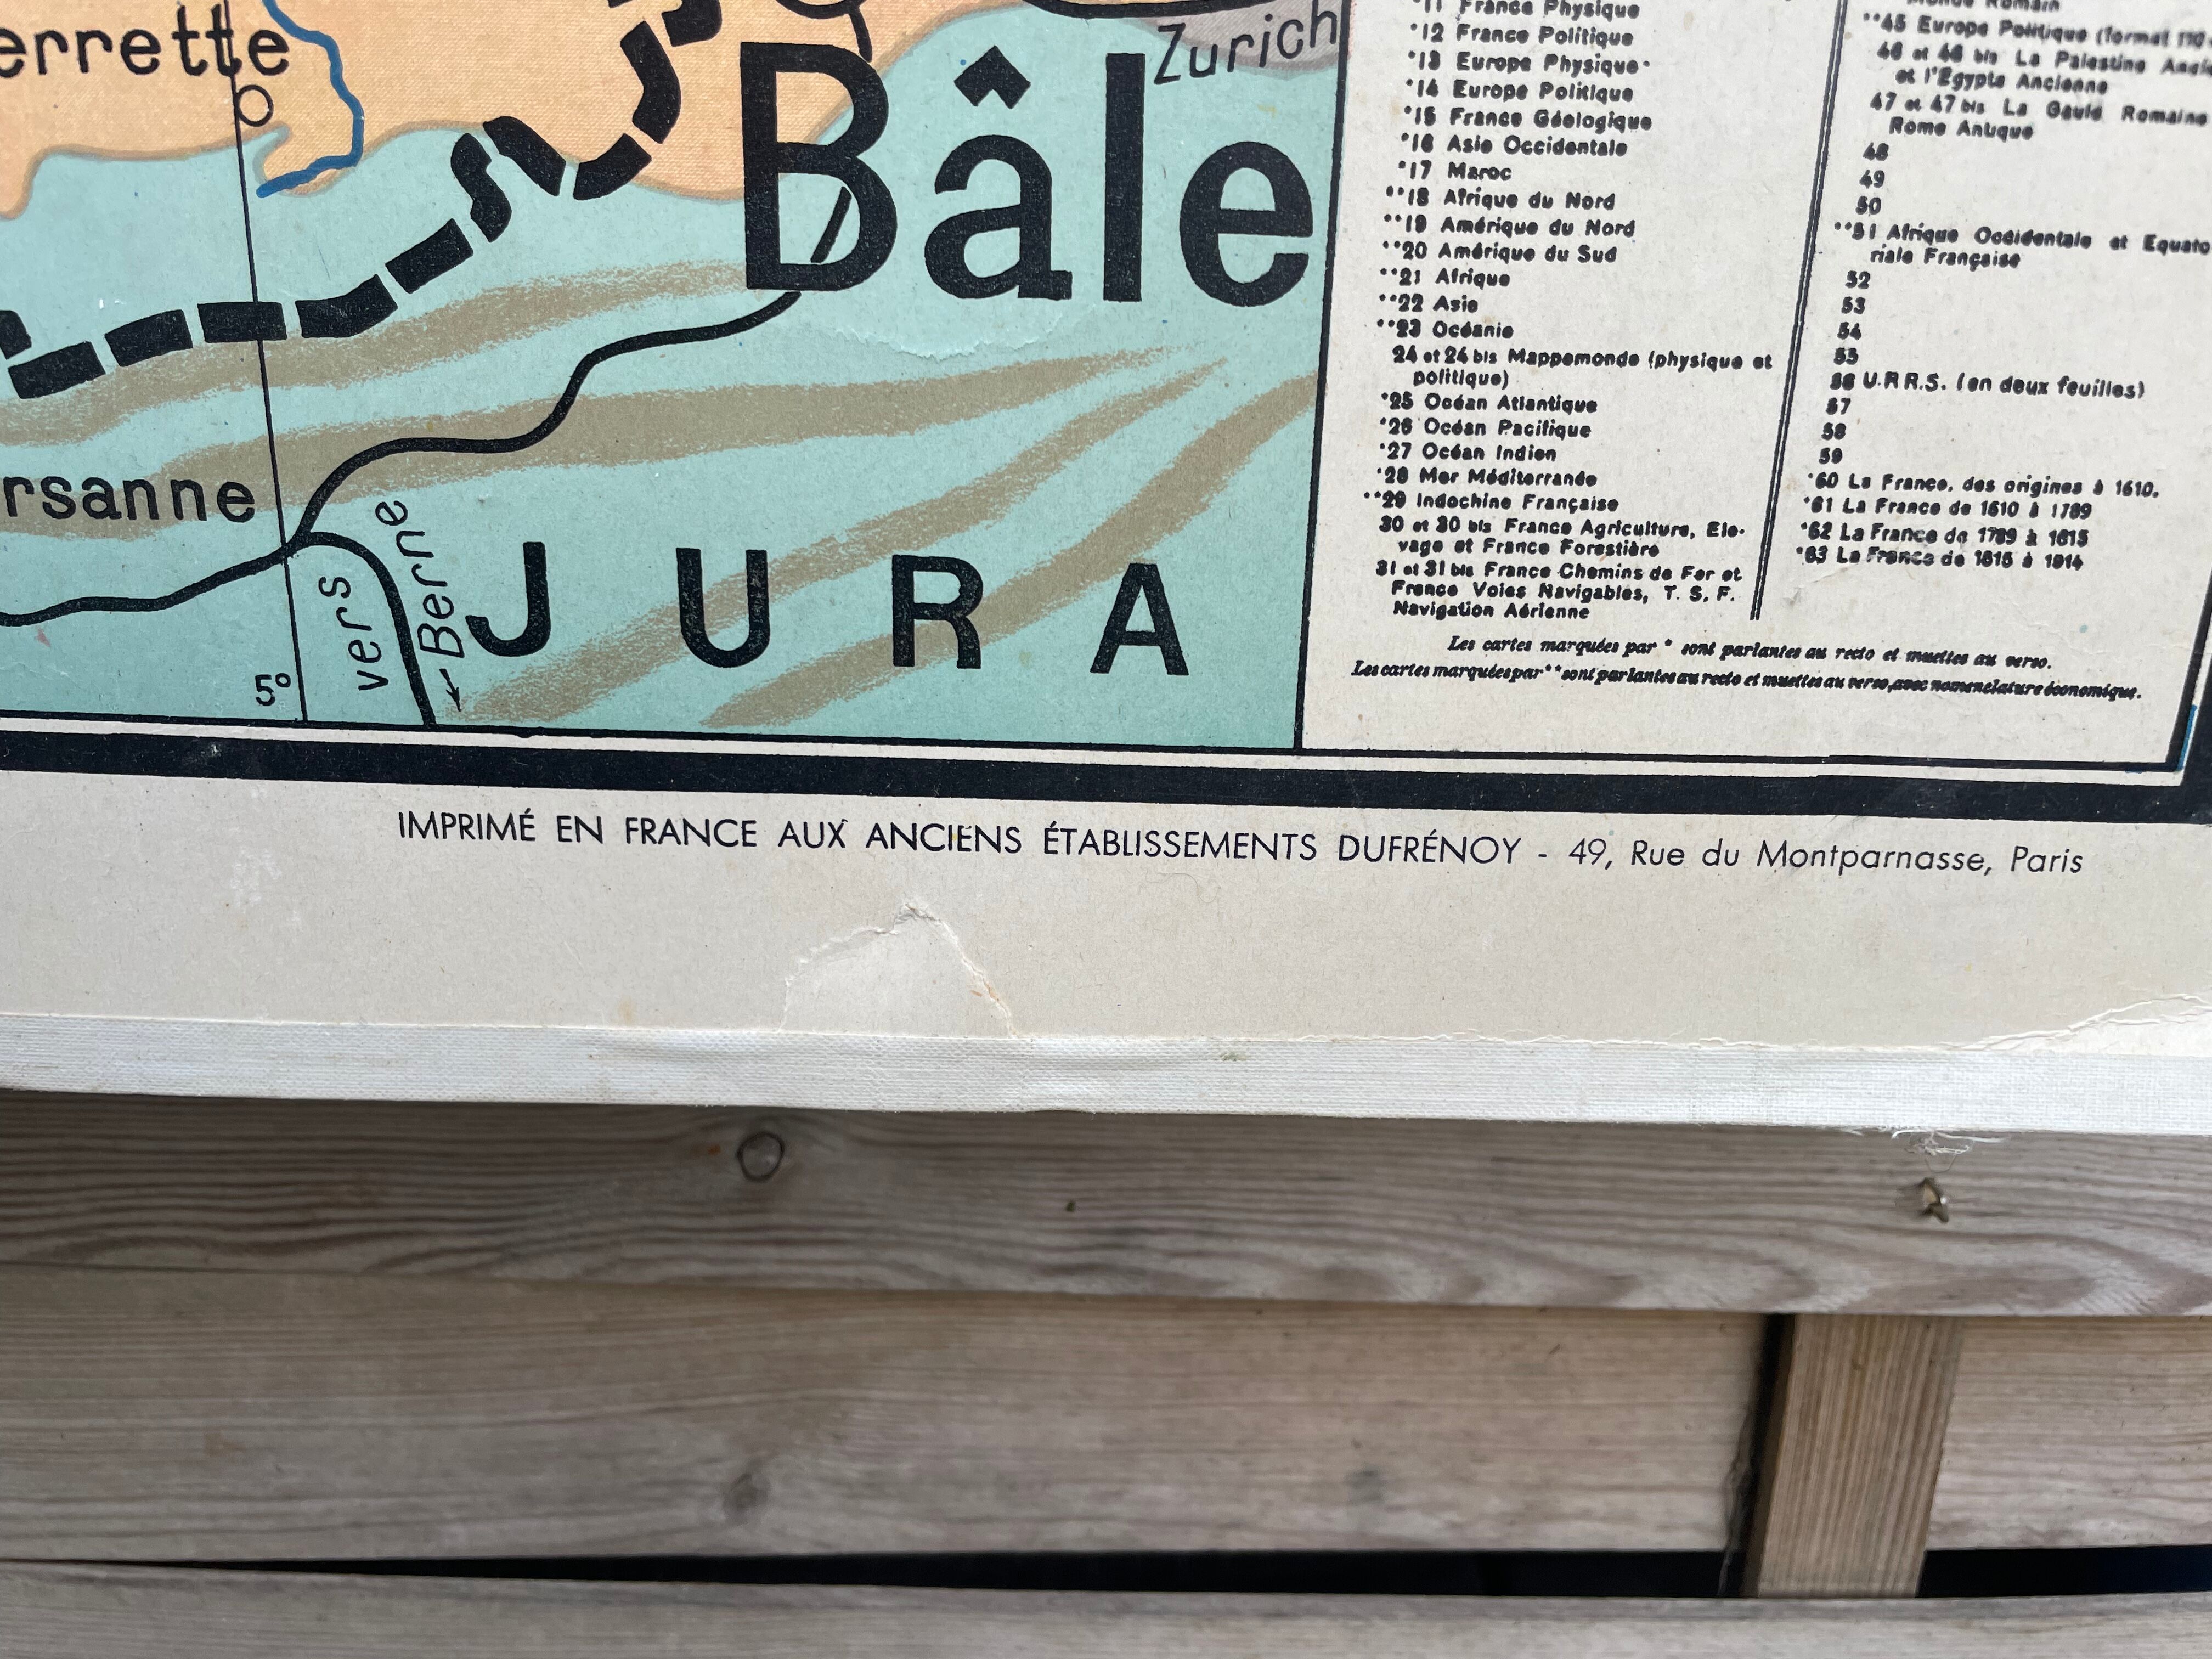 errette
Zurich
Bâle
rsanne
vers
Berne
JURA
5°
*11 France Physique
*12 France Politique
*13 Europe Physique
*14 Europe Politique
*15 France Géologique
*16 Asie Occidentale
*17 Maroc
**18 Afrique du Nord
**19 Amérique du Nord
**20 Amérique du Sud
**21 Afrique
**22 Asie
**23 Océanie
24 et 24 bis Mappemonde (physique et
politique)
*25 Océan Atlantique
*26 Océan Pacifique
*27 Océan Indien
*28 Mer Méditerranée
**29 Indochine Française
30 et 30 bis France Agriculture, Ele-
vage et France Forestière
31 et 31 bis France Chemins de Fer et
France Voies Navigables, T. S. F.
Navigation Aérienne
Monde Romain
**45 Europe Politique (format 110
46 et 46 bis La Palestine
et l'Egypte Ancienne
47 et 47 bis La Gaule Romaine
Rome Antique
48
49
50
**51 Afrique Occidentale et Equato
riale Française
52
53
54
55
56 U.R.R.S. (en deux feuilles)
57
58
59
*60 La France, des origines à 1610.
*61 La France de 1610 à 1789
*62 La France de 1789 à 1815
*63 La France de 1815 à 1914
Les cartes marquées par * sont parlantes au recto et muettes au verso.
Les cartes marquées par ** sont parlantes au recto et muettes au verso, avec nomenclature économique.
IMPRIMÉ EN FRANCE AUX ANCIENS ÉTABLISSEMENTS DUFRÉNOY - 49, Rue du Montparnasse, Paris